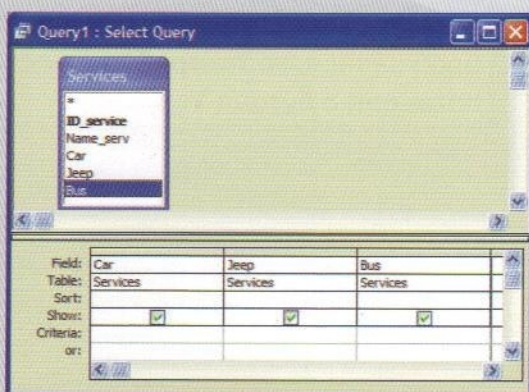 Query1 : Select Query
Services
*
ID_service
Name_serv
Car
Jeep
Bus
Field: Car Jeep Bus
Table: Services Services Services
Sort:
Show:
Criteria:
or: